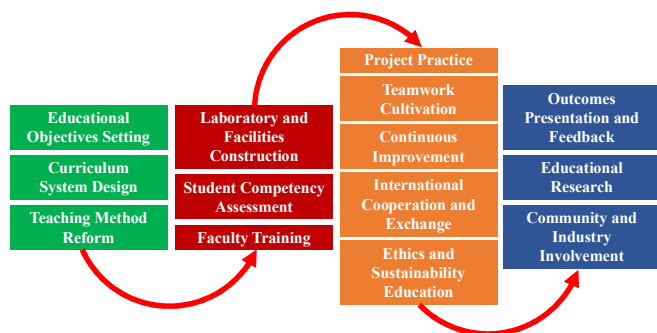 Educational
Objectives Setting
Curriculum
System Design
Teaching Method
Reform
Laboratory and
Facilities
Construction
Student Competency
Assessment
Faculty Training
Project Practice
Teamwork
Cultivation
Continuous
Improvement
International
Cooperation and
Exchange
Ethics and
Sustainability
Education
Outcomes
Presentation and
Feedback
Educational
Research
Community and
Industry
Involvement